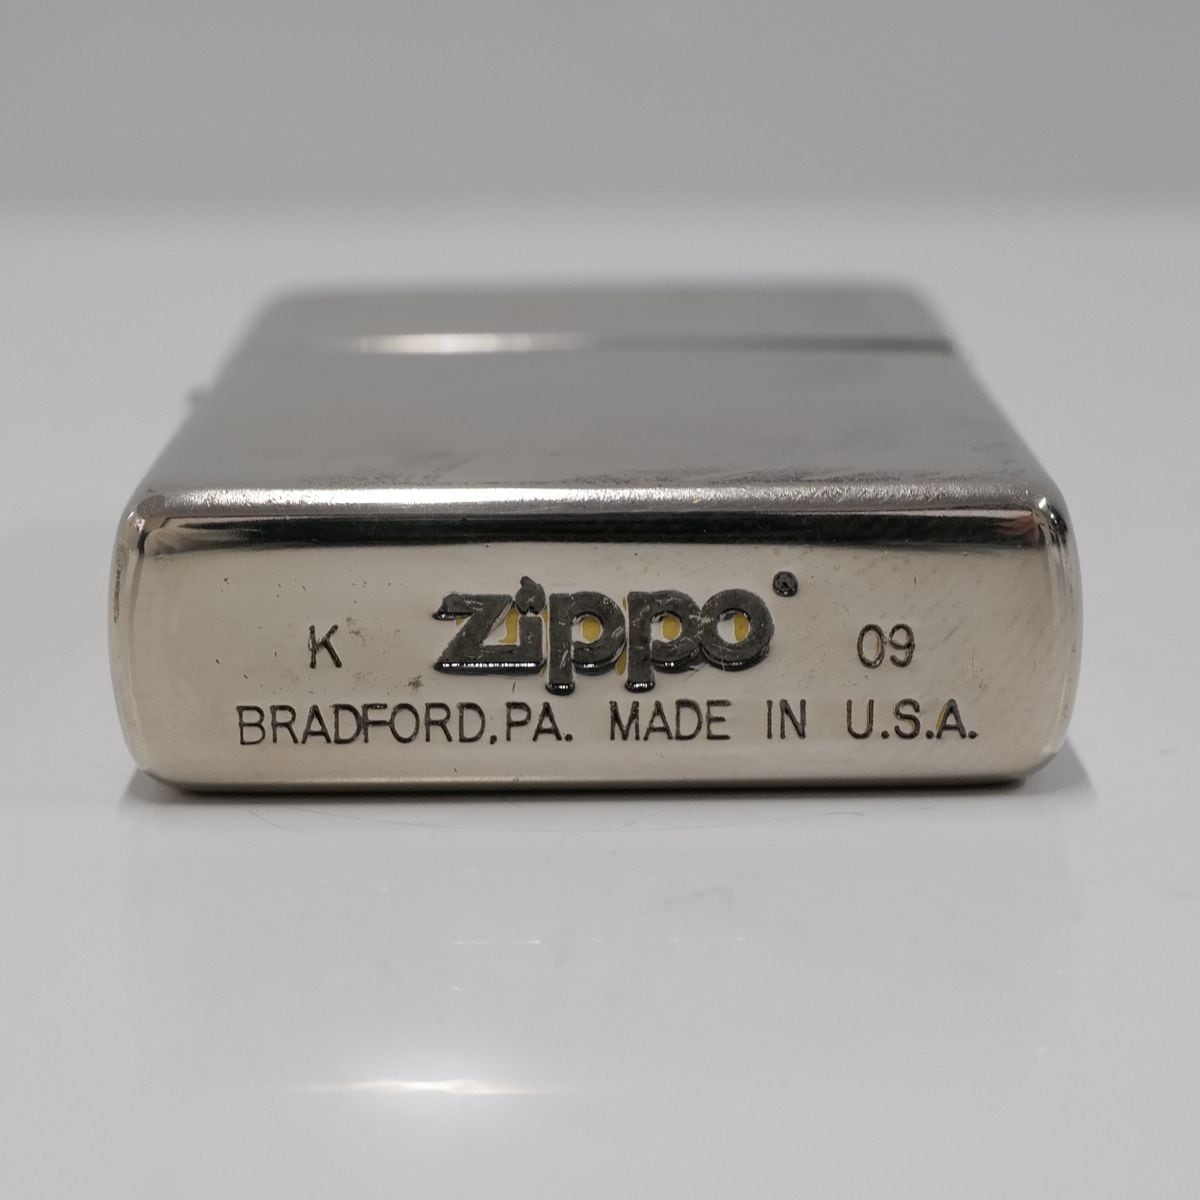 K zippo® 09
BRADFORD, PA. MADE IN U.S.A.